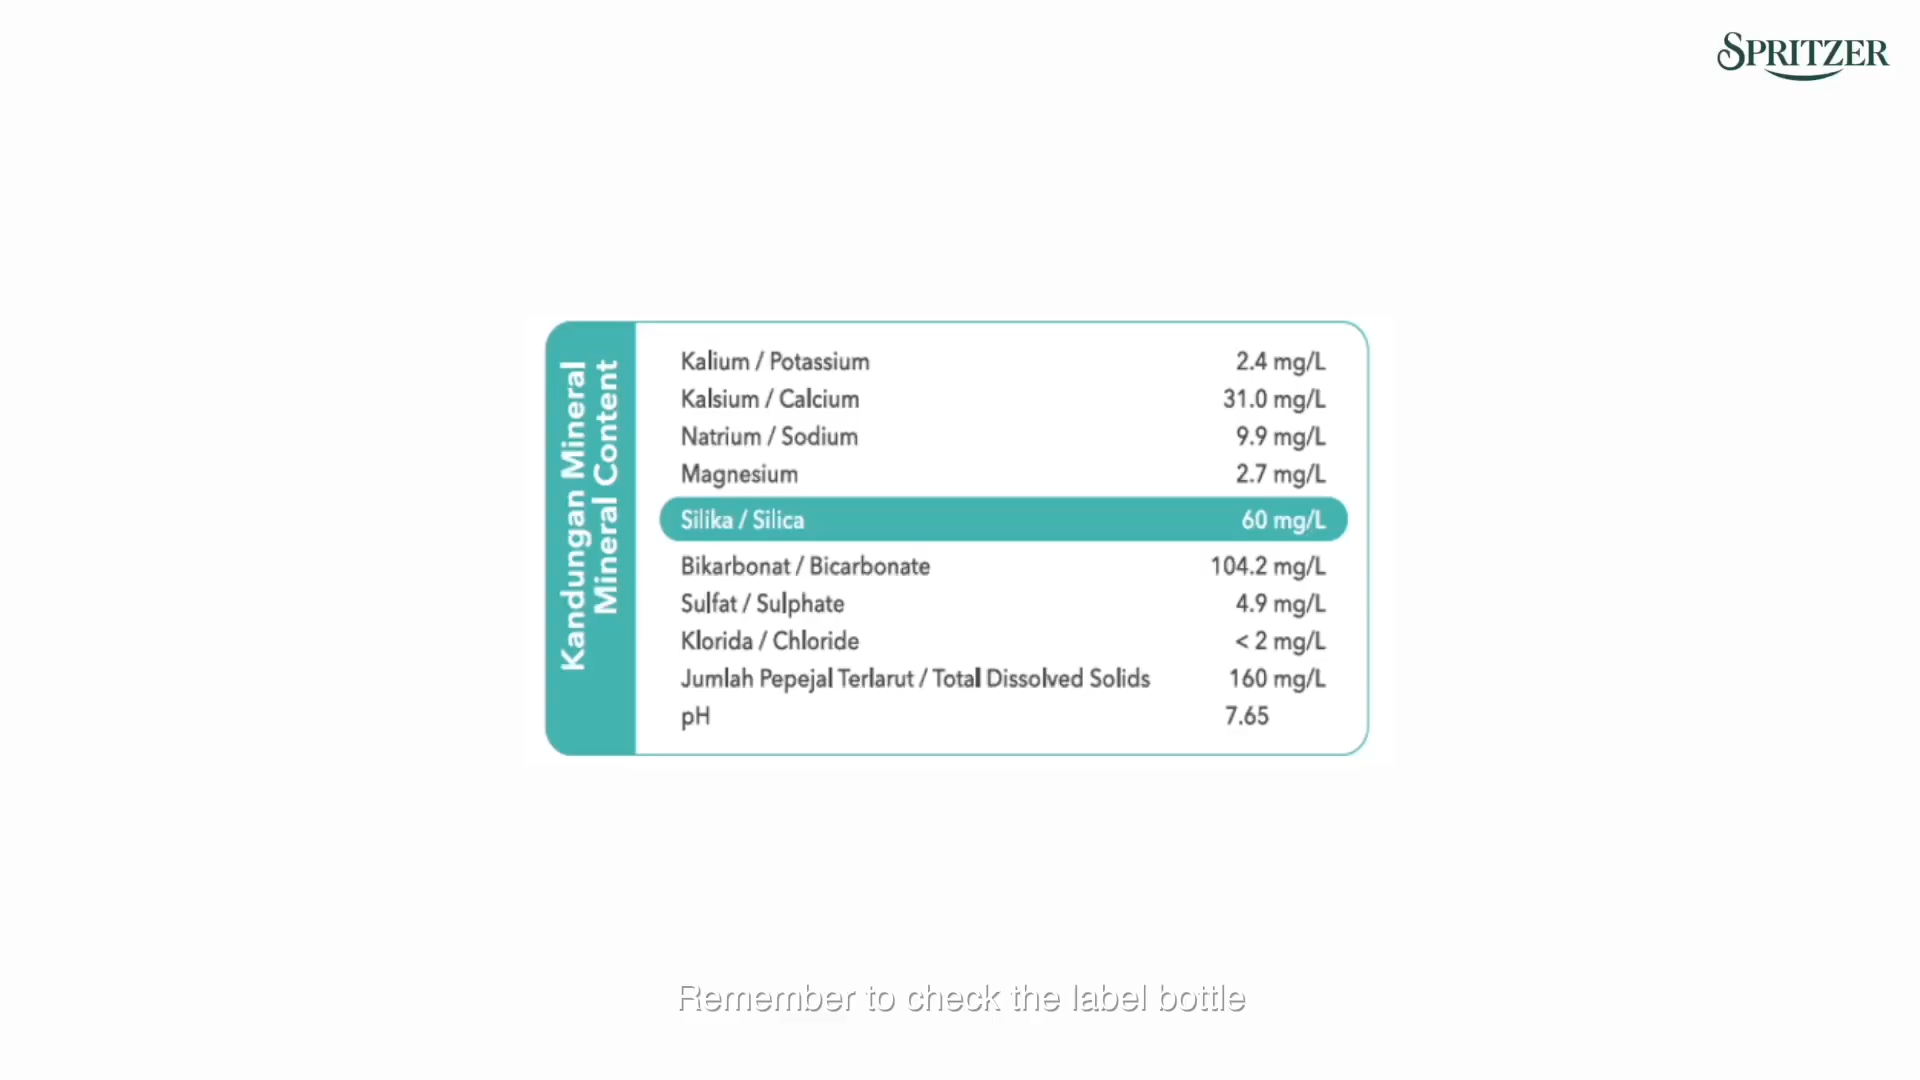 SPRITZER
Kandungan Mineral
Mineral Content
Kalium / Potassium 2.4 mg/L
Kalsium / Calcium 31.0 mg/L
Natrium / Sodium 9.9 mg/L
Magnesium 2.7 mg/L
Silika / Silica 60 mg/L
Bikarbonat / Bicarbonate 104.2 mg/L
Sulfat / Sulphate 4.9 mg/L
Klorida / Chloride < 2 mg/L
Jumlah Pepejal Terlarut / Total Dissolved Solids 160 mg/L
pH 7.65
Remember to check the label bottle